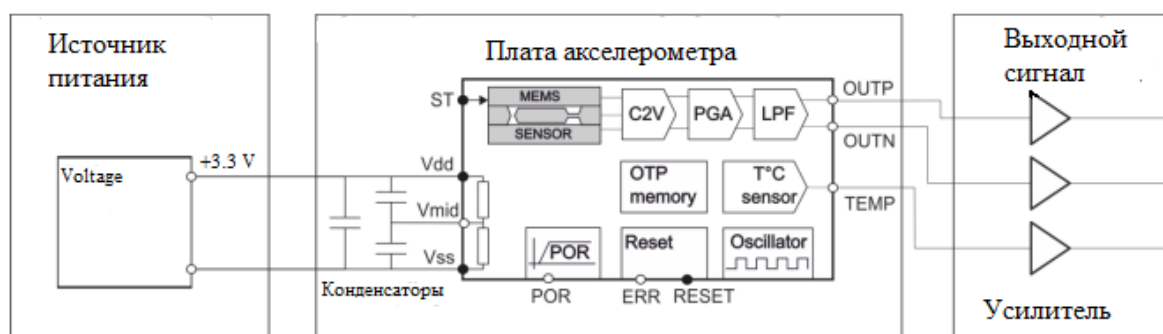 Источник
питания
Voltage
+3.3 V
Плата акселерометра
ST
MEMS
SENSOR
C2V
PGA
LPF
OUTP
OUTN
Vdd
Vmid
Vss
OTP
memory
T°C
sensor
TEMP
POR
Reset
Oscillator
Конденсаторы
POR
ERR
RESET
Выходной
сигнал
Усилитель